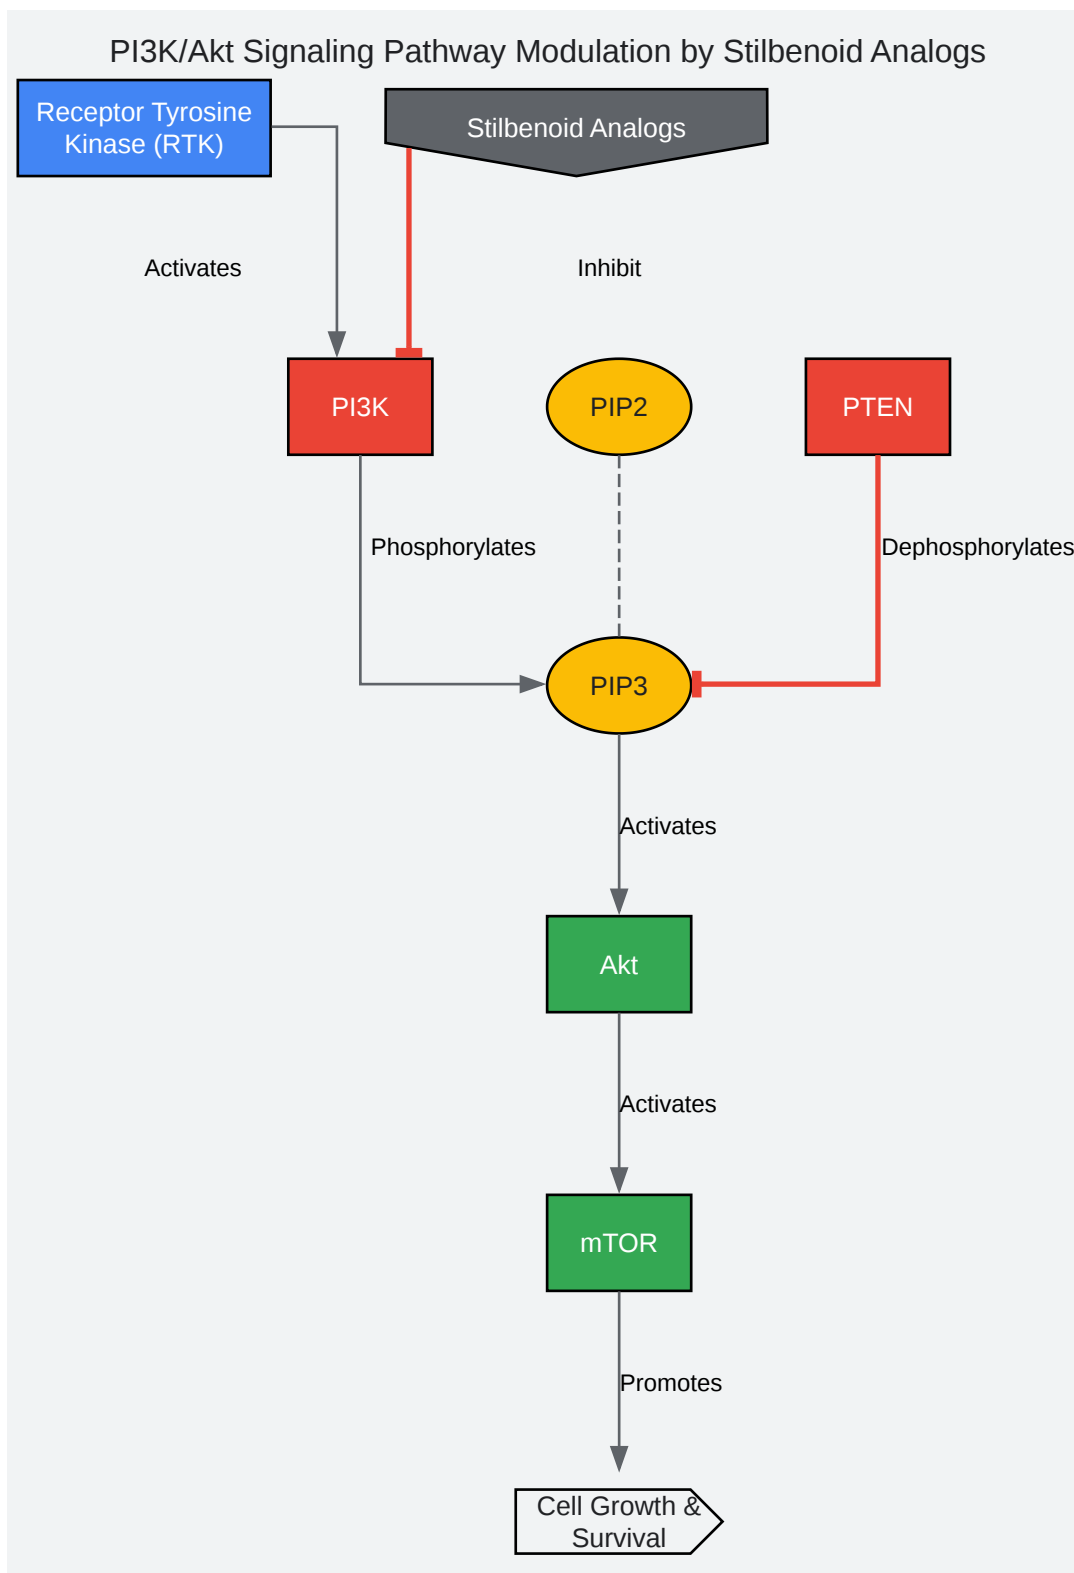 PI3K/Akt Signaling Pathway Modulation by Stilbenoid Analogs
Receptor Tyrosine
Kinase (RTK)
Stilbenoid Analogs
Activates
Inhibit
PI3K
PIP2
PTEN
Phosphorylates
Dephosphorylates
PIP3
Activates
Akt
Activates
mTOR
Promotes
Cell Growth &
Survival